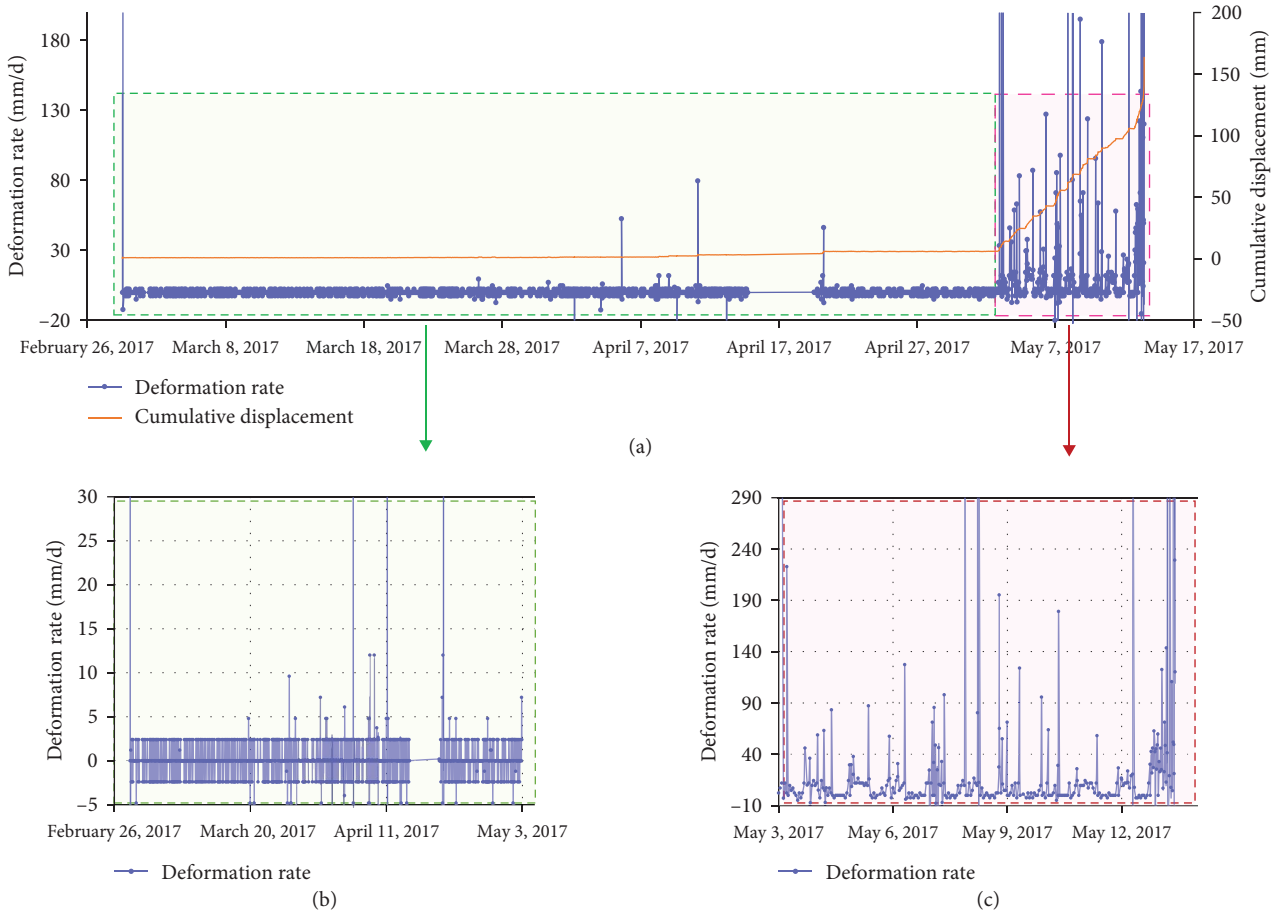 Deformation rate (mm/d)
180
130
80
30
−20
200
150
100
50
0
−50
Cumulative displacement (mm)
February 26, 2017 March 8, 2017 March 18, 2017 March 28, 2017 April 7, 2017 April 17, 2017 April 27, 2017 May 7, 2017 May 17, 2017
Deformation rate
Cumulative displacement
(a)
Deformation rate (mm/d)
30
25
20
15
10
5
0
−5
February 26, 2017 March 20, 2017 April 11, 2017 May 3, 2017
Deformation rate
(b)
Deformation rate (mm/d)
290
240
190
140
90
40
−10
May 3, 2017 May 6, 2017 May 9, 2017 May 12, 2017
Deformation rate
(c)